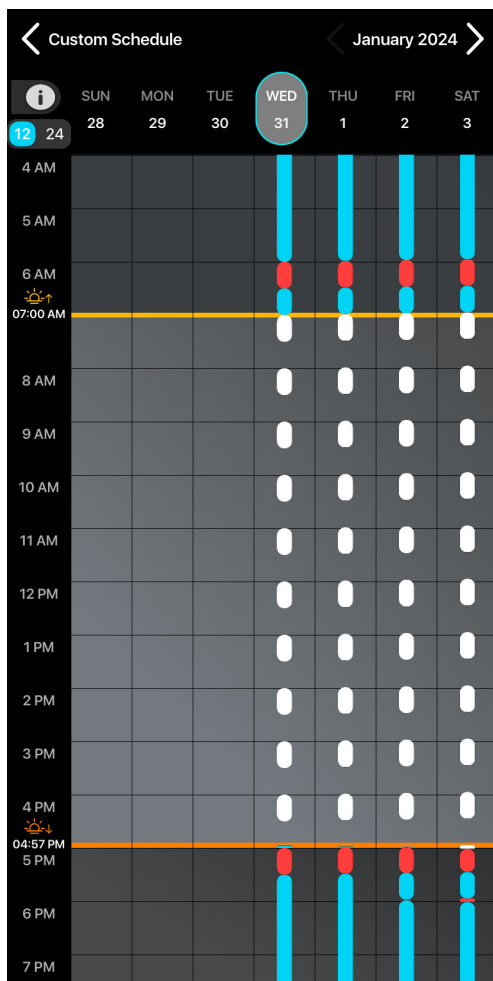 Custom Schedule
January 2024
i
SUN MON TUE WED THU FRI SAT
28 29 30 31 1 2 3
12 24
4 AM
5 AM
6 AM
07:00 AM
8 AM
9 AM
10 AM
11 AM
12 PM
1 PM
2 PM
3 PM
4 PM
04:57 PM
5 PM
6 PM
7 PM